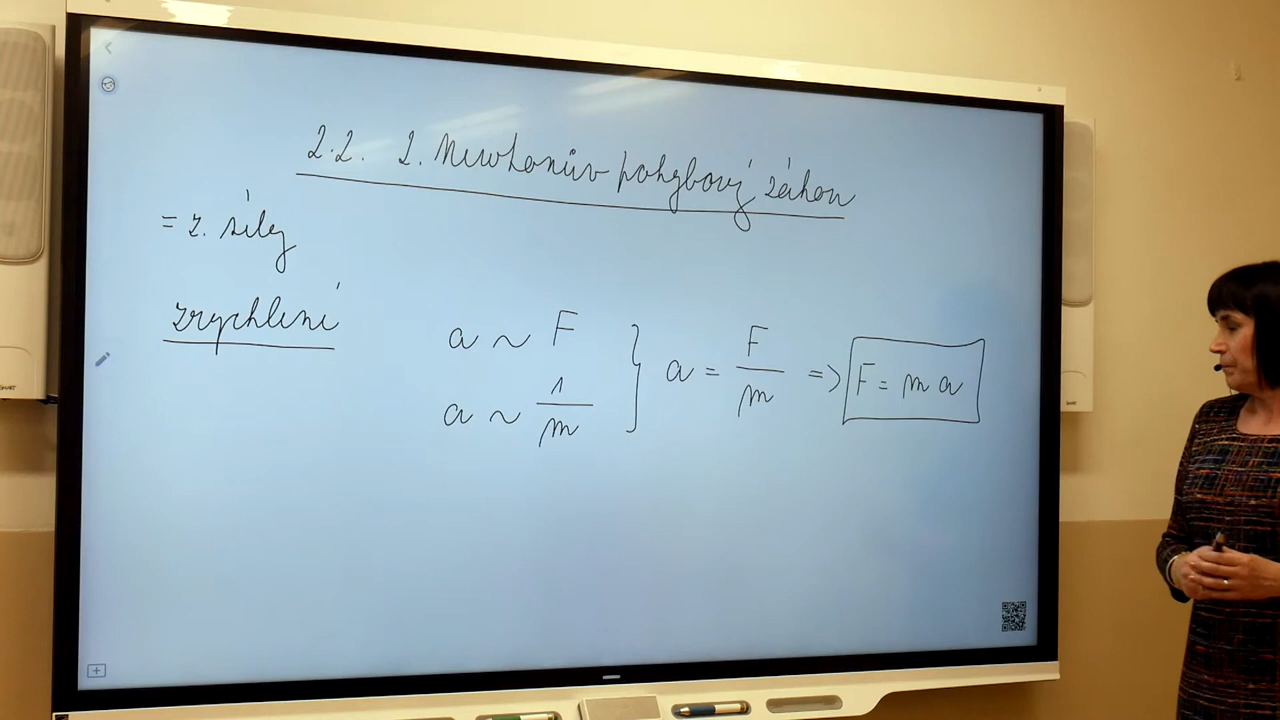 2.2. 2. Newtonův pohybový zákon
= z. síly
zrychlení
a ~ F
a ~ 1/m
} a = F/m => F = m a